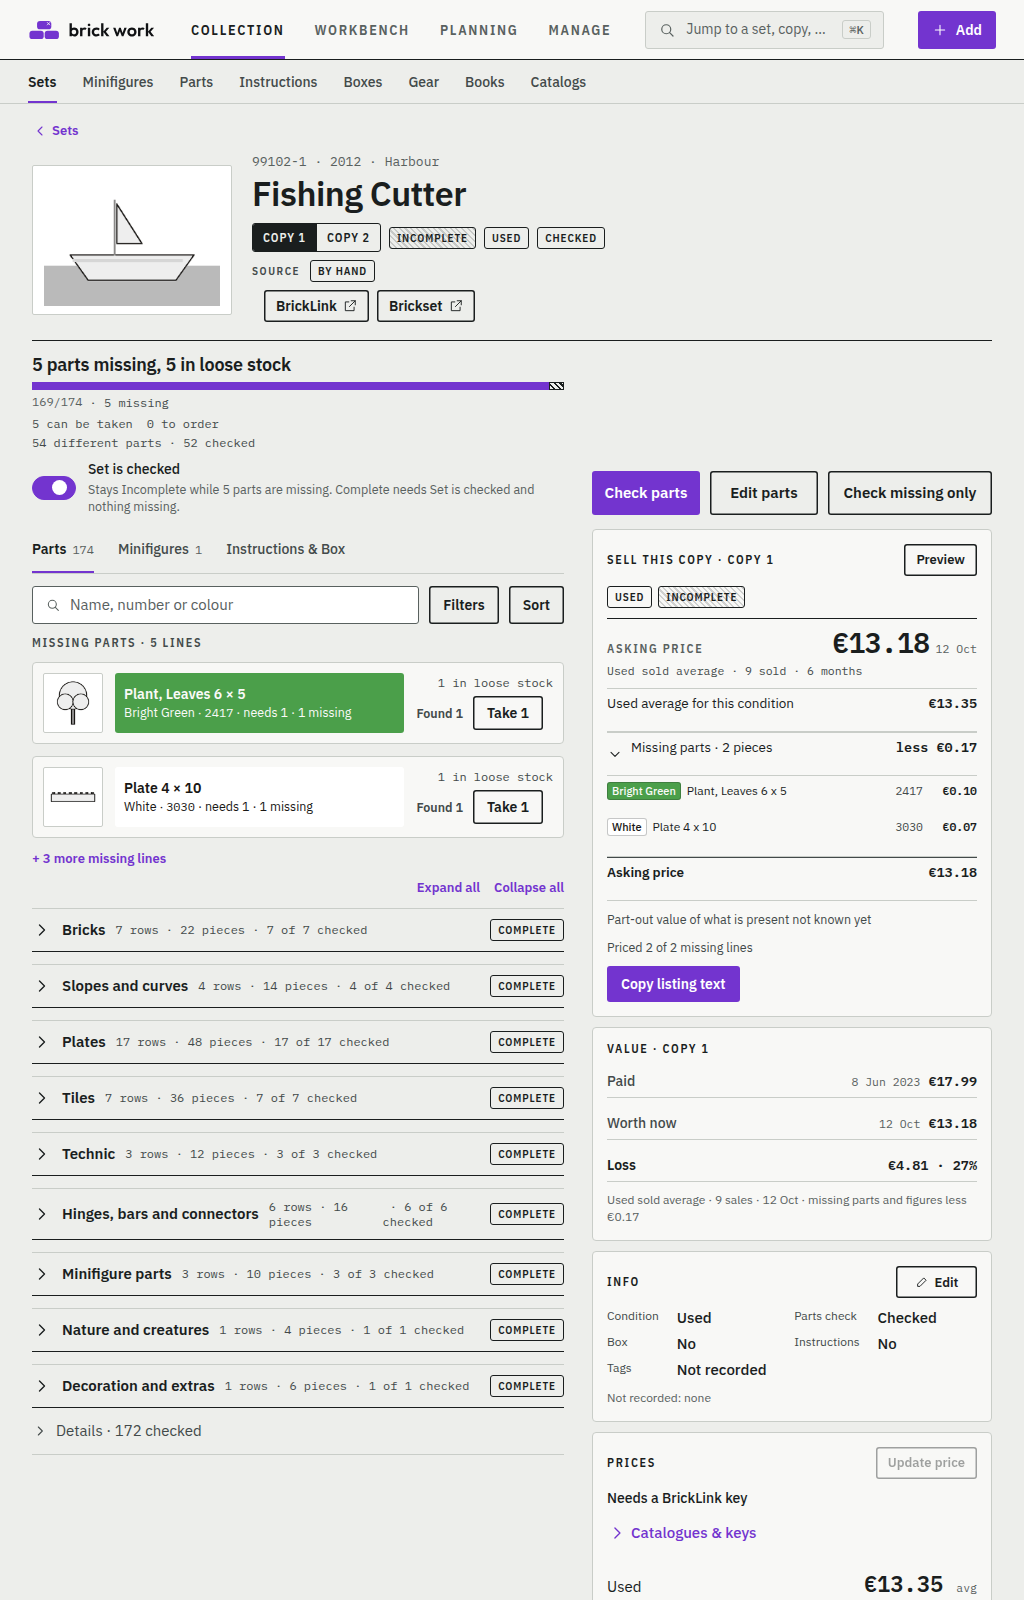 brick work
COLLECTION WORKBENCH PLANNING MANAGE
Jump to a set, copy, ... ⌘K
+ Add
Sets Minifigures Parts Instructions Boxes Gear Books Catalogs
Sets
99102-1 · 2012 · Harbour
Fishing Cutter
COPY 1 COPY 2 INCOMPLETE USED CHECKED
SOURCE BY HAND
BrickLink Brickset
5 parts missing, 5 in loose stock
169/174 · 5 missing
5 can be taken 0 to order
54 different parts · 52 checked
Set is checked
Stays Incomplete while 5 parts are missing. Complete needs Set is checked and
nothing missing.
Parts 174 Minifigures 1 Instructions & Box
Name, number or colour
Filters Sort
MISSING PARTS · 5 LINES
Plant, Leaves 6 × 5
Bright Green · 2417 · needs 1 · 1 missing
1 in loose stock
Found 1 Take 1
Plate 4 × 10
White · 3030 · needs 1 · 1 missing
1 in loose stock
Found 1 Take 1
+ 3 more missing lines
Expand all Collapse all
Bricks 7 rows · 22 pieces · 7 of 7 checked COMPLETE
Slopes and curves 4 rows · 14 pieces · 4 of 4 checked COMPLETE
Plates 17 rows · 48 pieces · 17 of 17 checked COMPLETE
Tiles 7 rows · 36 pieces · 7 of 7 checked COMPLETE
Technic 3 rows · 12 pieces · 3 of 3 checked COMPLETE
Hinges, bars and connectors 6 rows · 16 pieces · 6 of 6 checked COMPLETE
Minifigure parts 3 rows · 10 pieces · 3 of 3 checked COMPLETE
Nature and creatures 1 rows · 4 pieces · 1 of 1 checked COMPLETE
Decoration and extras 1 rows · 6 pieces · 1 of 1 checked COMPLETE
Details · 172 checked
Check parts Edit parts Check missing only
SELL THIS COPY · COPY 1 Preview
USED INCOMPLETE
ASKING PRICE €13.18 12 Oct
Used sold average · 9 sold · 6 months
Used average for this condition €13.35
Missing parts · 2 pieces less €0.17
Bright Green Plant, Leaves 6 x 5 2417 €0.10
White Plate 4 x 10 3030 €0.07
Asking price €13.18
Part-out value of what is present not known yet
Priced 2 of 2 missing lines
Copy listing text
VALUE · COPY 1
Paid 8 Jun 2023 €17.99
Worth now 12 Oct €13.18
Loss €4.81 · 27%
Used sold average · 9 sales · 12 Oct · missing parts and figures less
€0.17
INFO Edit
Condition Used Parts check Checked
Box No Instructions No
Tags Not recorded
Not recorded: none
PRICES Update price
Needs a BrickLink key
Catalogues & keys
Used €13.35 avg